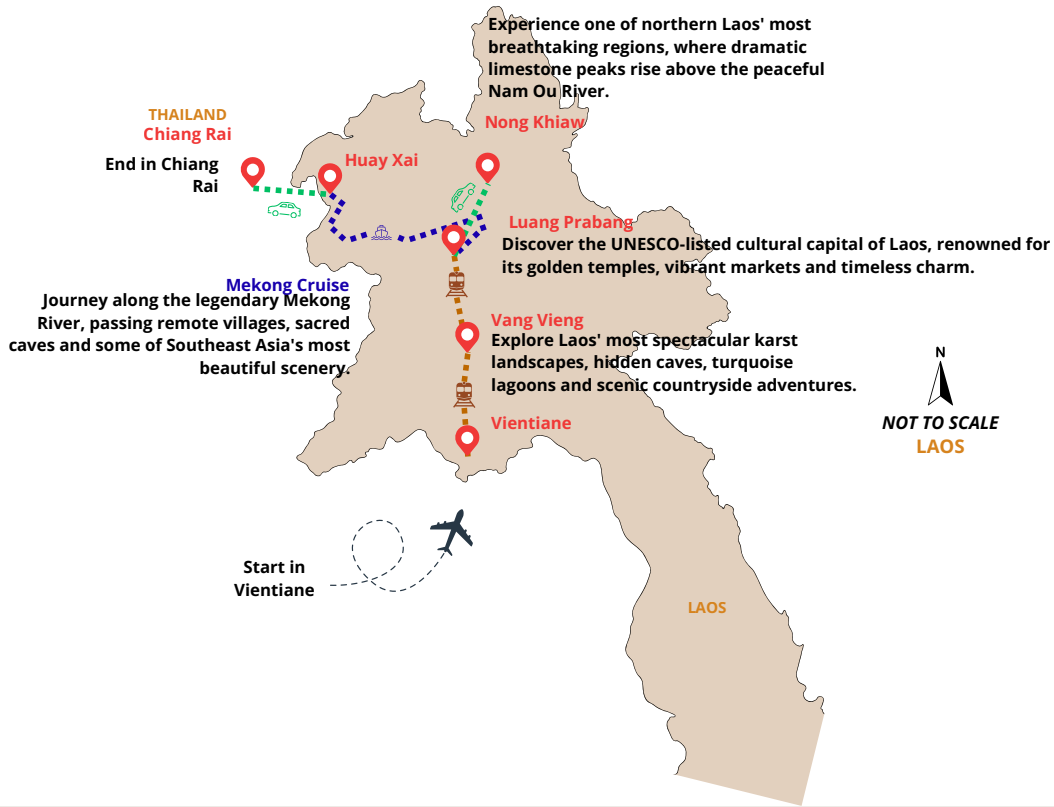 Experience one of northern Laos' most
breathtaking regions, where dramatic
limestone peaks rise above the peaceful
Nam Ou River.
Nong Khiaw
THAILAND
Chiang Rai
End in Chiang
Rai
Huay Xai
Luang Prabang
Discover the UNESCO-listed cultural capital of Laos, renowned for
its golden temples, vibrant markets and timeless charm.
Mekong Cruise
Journey along the legendary Mekong
River, passing remote villages, sacred
caves and some of Southeast Asia's most
beautiful scenery.
Vang Vieng
Explore Laos' most spectacular karst
landscapes, hidden caves, turquoise
lagoons and scenic countryside adventures.
N
NOT TO SCALE
LAOS
Vientiane
Start in
Vientiane
LAOS